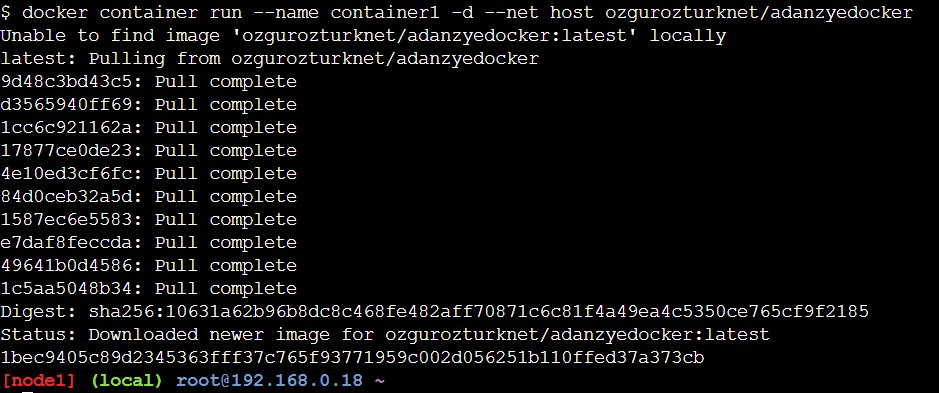 $ docker container run --name container1 -d --net host ozgurozturknet/adanzyedocker
Unable to find image 'ozgurozturknet/adanzyedocker:latest' locally
latest: Pulling from ozgurozturknet/adanzyedocker
9d48c3bd43c5: Pull complete
d3565940ff69: Pull complete
1cc6c921162a: Pull complete
17877ce0de23: Pull complete
4e10ed3cf6fc: Pull complete
84d0ceb32a5d: Pull complete
1587ec6e5583: Pull complete
e7daf8feccda: Pull complete
49641b0d4586: Pull complete
1c5aa5048b34: Pull complete
Digest: sha256:10631a62b96b8dc8c468fe482aff70871c6c81f4a49ea4c5350ce765cf9f2185
Status: Downloaded newer image for ozgurozturknet/adanzyedocker:latest
1bec9405c89d2345363fff37c765f93771959c002d056251b110ffed37a373cb
[node1] (local) root@192.168.0.18 ~